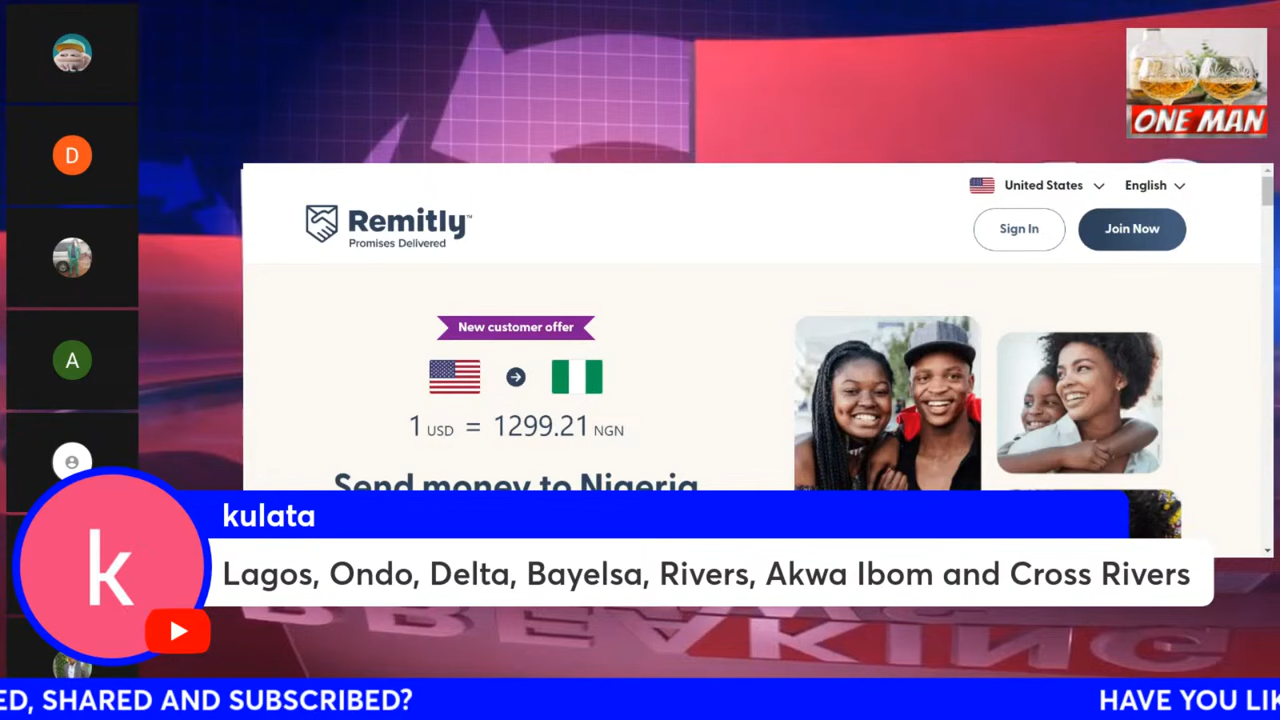 D
A
ONE MAN
United States
English
Remitly™
Promises Delivered
Sign In
Join Now
New customer offer
1 USD = 1299.21 NGN
Send money to Nigeria
k
kulata
Lagos, Ondo, Delta, Bayelsa, Rivers, Akwa Ibom and Cross Rivers
BREAKING
ED, SHARED AND SUBSCRIBED?
HAVE YOU LIK